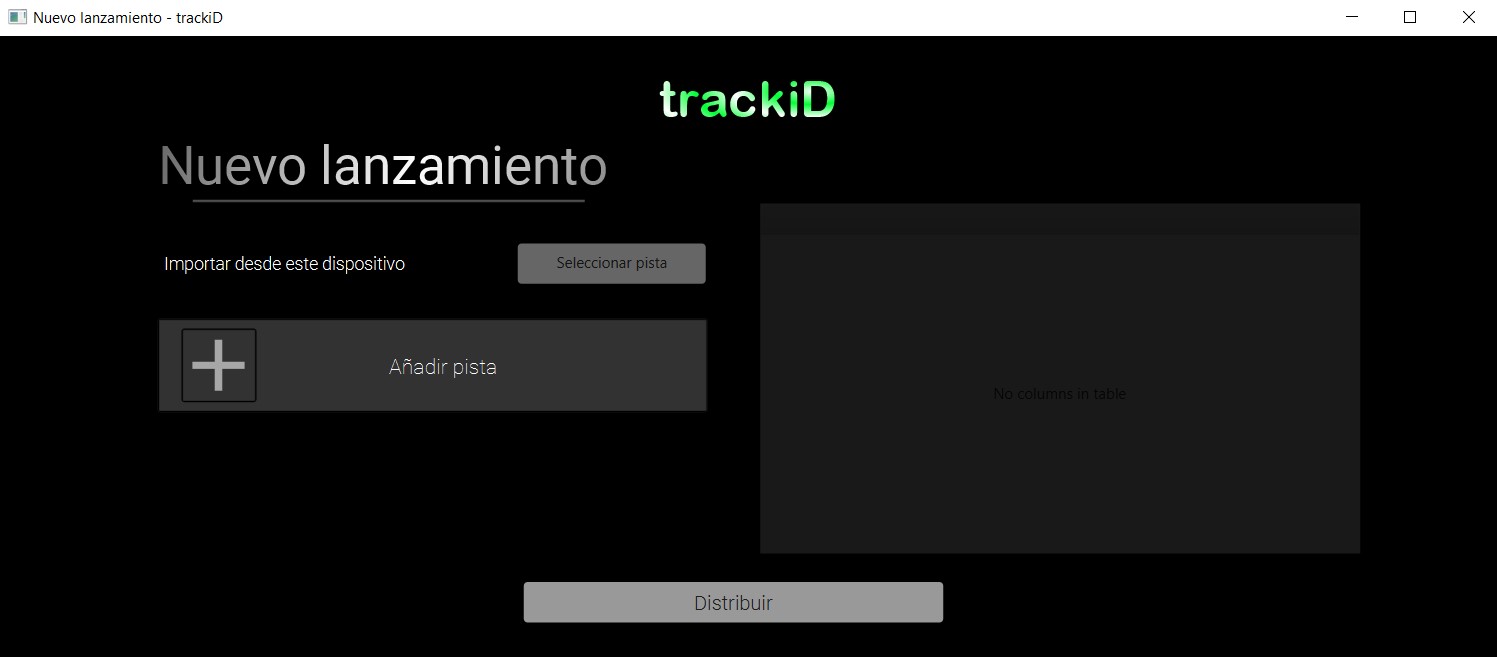 Nuevo lanzamiento - trackiD
trackiD
Nuevo lanzamiento
Importar desde este dispositivo
Seleccionar pista
Añadir pista
No columns in table
Distribuir